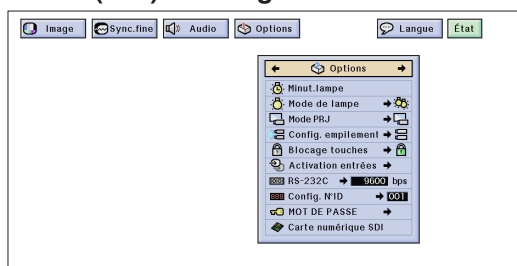 Image Sync.fine Audio Options Langue État
Options
Minut.lampe
Mode de lampe
Mode PRJ
Config. empilement
Blocage touches
Activation entrées
RS-232C 9600 bps
Config. N°ID 001
MOT DE PASSE
Carte numérique SDI